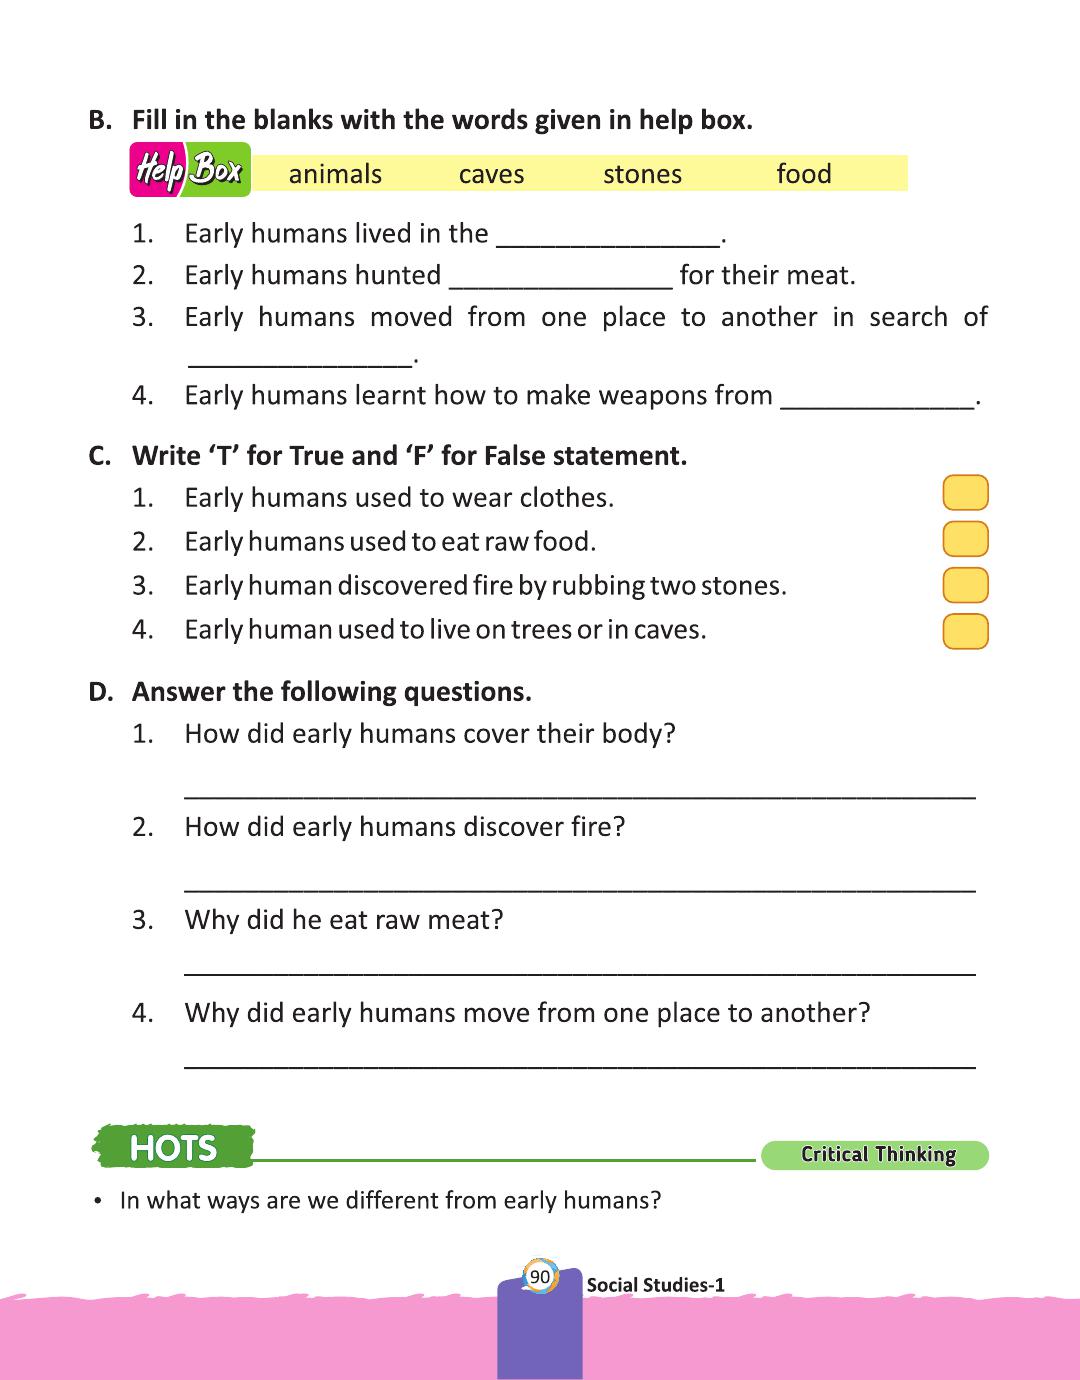 B. Fill in the blanks with the words given in help box.
Help Box animals caves stones food
1. Early humans lived in the _______________.
2. Early humans hunted _______________ for their meat.
3. Early humans moved from one place to another in search of
_______________.
4. Early humans learnt how to make weapons from _____________.
C. Write ‘T’ for True and ‘F’ for False statement.
1. Early humans used to wear clothes.
2. Early humans used to eat raw food.
3. Early human discovered fire by rubbing two stones.
4. Early human used to live on trees or in caves.
D. Answer the following questions.
1. How did early humans cover their body?
2. How did early humans discover fire?
3. Why did he eat raw meat?
4. Why did early humans move from one place to another?
HOTS
Critical Thinking
• In what ways are we different from early humans?
90
Social Studies-1